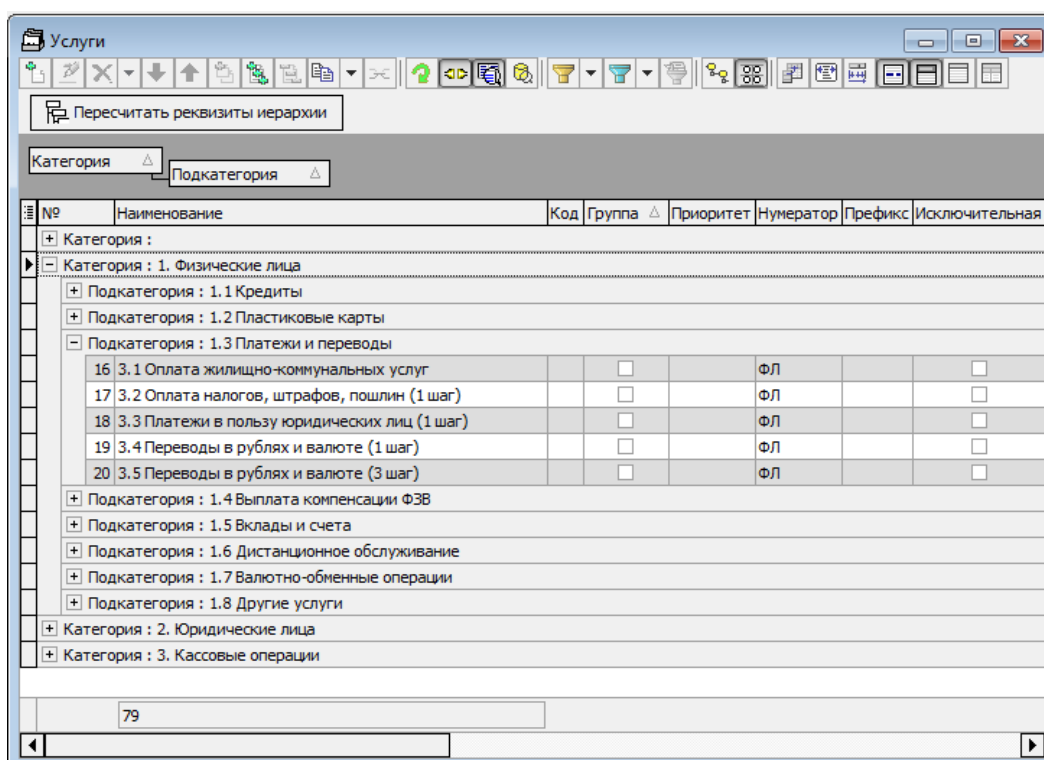 Услуги
Пересчитать реквизиты иерархии
Категория
Подкатегория
№ Наименование Код Группа Приоритет Нумератор Префикс Исключительная
Категория :
Категория : 1. Физические лица
Подкатегория : 1.1 Кредиты
Подкатегория : 1.2 Пластиковые карты
Подкатегория : 1.3 Платежи и переводы
16 3.1 Оплата жилищно-коммунальных услуг ФЛ
17 3.2 Оплата налогов, штрафов, пошлин (1 шаг) ФЛ
18 3.3 Платежи в пользу юридических лиц (1 шаг) ФЛ
19 3.4 Переводы в рублях и валюте (1 шаг) ФЛ
20 3.5 Переводы в рублях и валюте (3 шаг) ФЛ
Подкатегория : 1.4 Выплата компенсации ФЗВ
Подкатегория : 1.5 Вклады и счета
Подкатегория : 1.6 Дистанционное обслуживание
Подкатегория : 1.7 Валютно-обменные операции
Подкатегория : 1.8 Другие услуги
Категория : 2. Юридические лица
Категория : 3. Кассовые операции
79